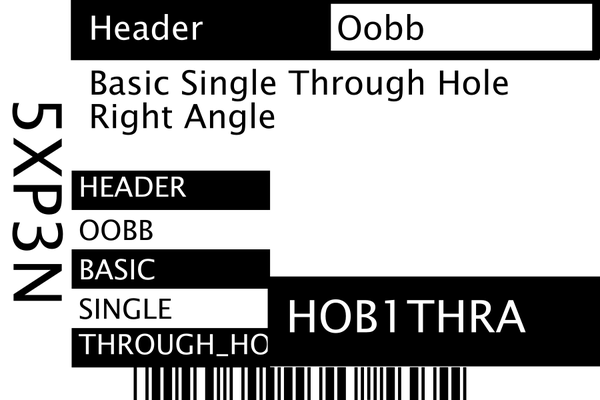 Header
Oobb
Basic Single Through Hole
Right Angle
5XP3N
HEADER
OOBB
BASIC
SINGLE
THROUGH_HO
HOB1THRA